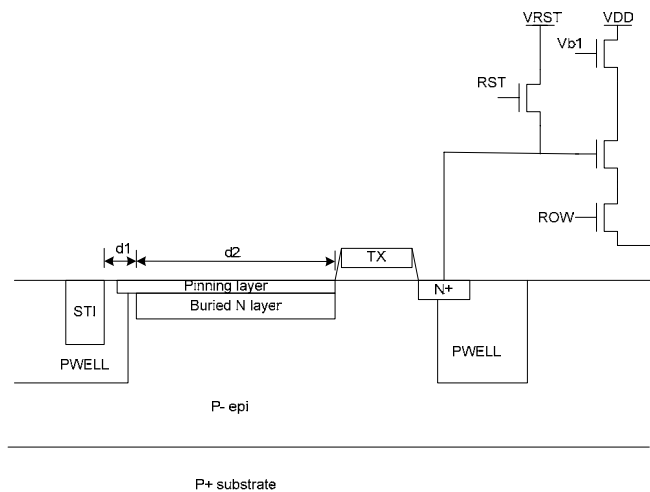 VRST
VDD
Vb1
RST
ROW
d1
d2
TX
Pinning layer
N+
STI
Buried N layer
PWELL
PWELL
P- epi
P+ substrate